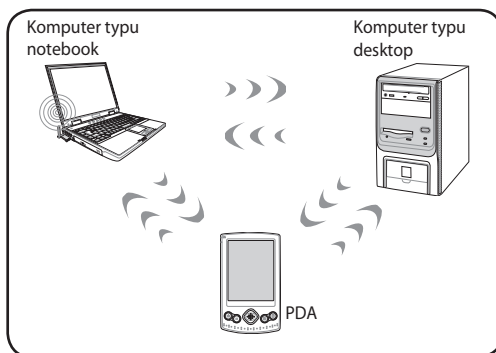 Komputer typu
notebook
Komputer typu
desktop
PDA